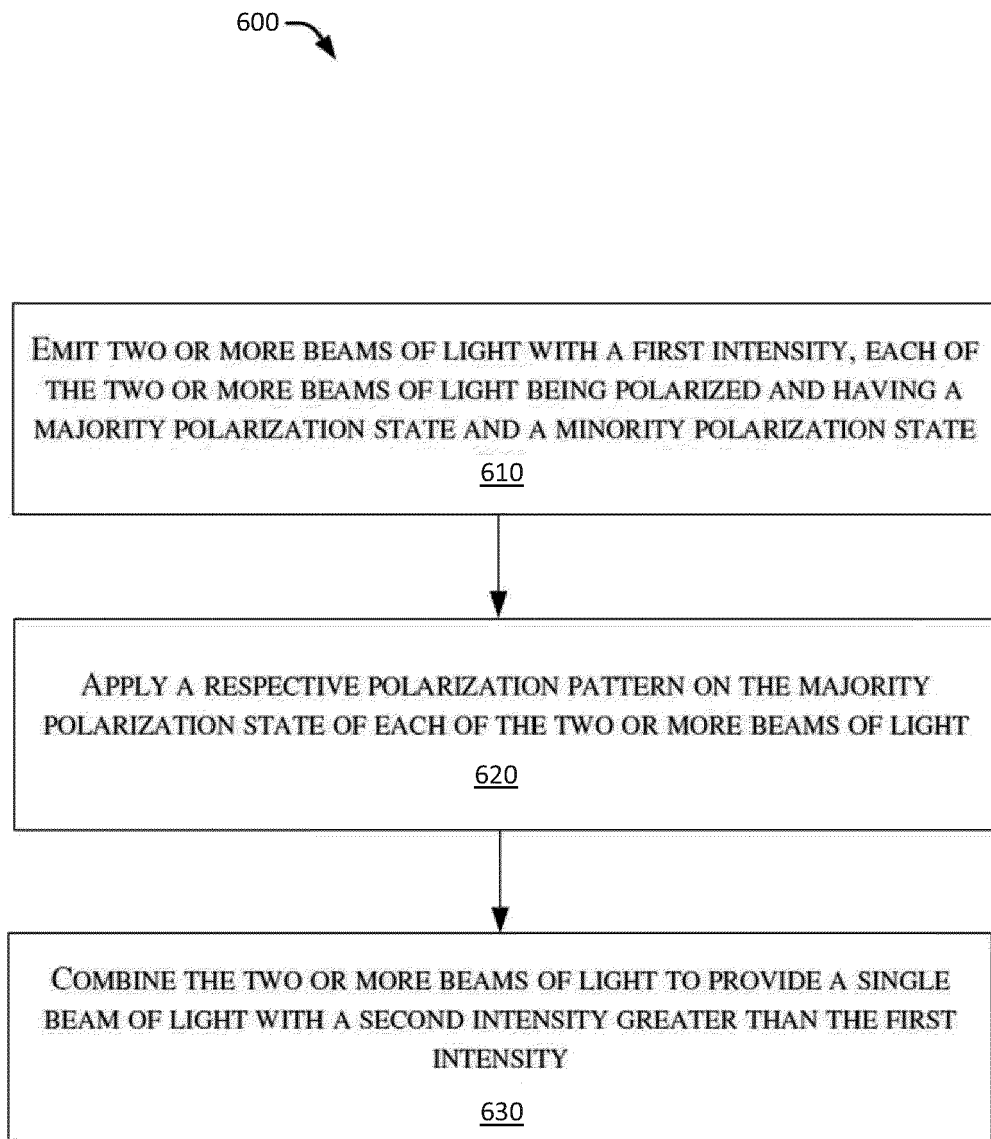 600
EMIT TWO OR MORE BEAMS OF LIGHT WITH A FIRST INTENSITY, EACH OF
THE TWO OR MORE BEAMS OF LIGHT BEING POLARIZED AND HAVING A
MAJORITY POLARIZATION STATE AND A MINORITY POLARIZATION STATE
610
APPLY A RESPECTIVE POLARIZATION PATTERN ON THE MAJORITY
POLARIZATION STATE OF EACH OF THE TWO OR MORE BEAMS OF LIGHT
620
COMBINE THE TWO OR MORE BEAMS OF LIGHT TO PROVIDE A SINGLE
BEAM OF LIGHT WITH A SECOND INTENSITY GREATER THAN THE FIRST
INTENSITY
630